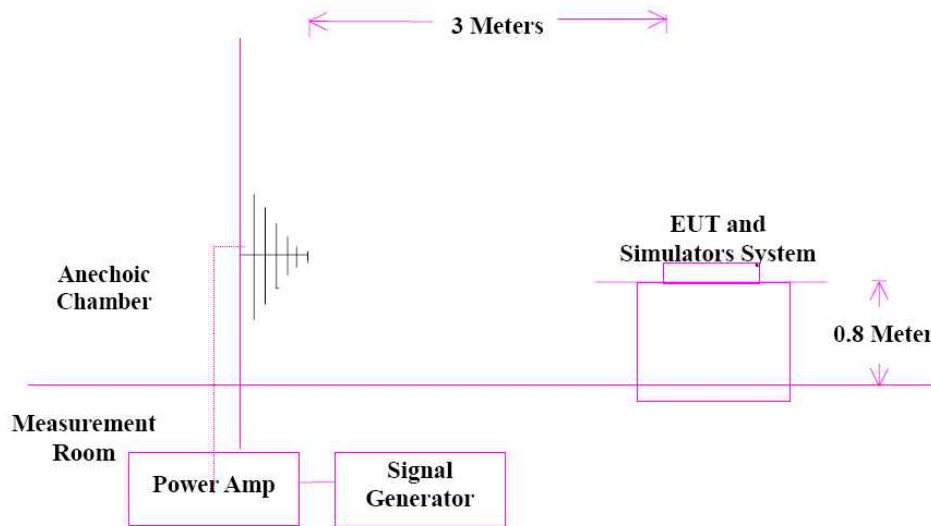 3 Meters
EUT and
Simulators System
Anechoic
Chamber
0.8 Meter
Measurement
Room
Power Amp
Signal
Generator